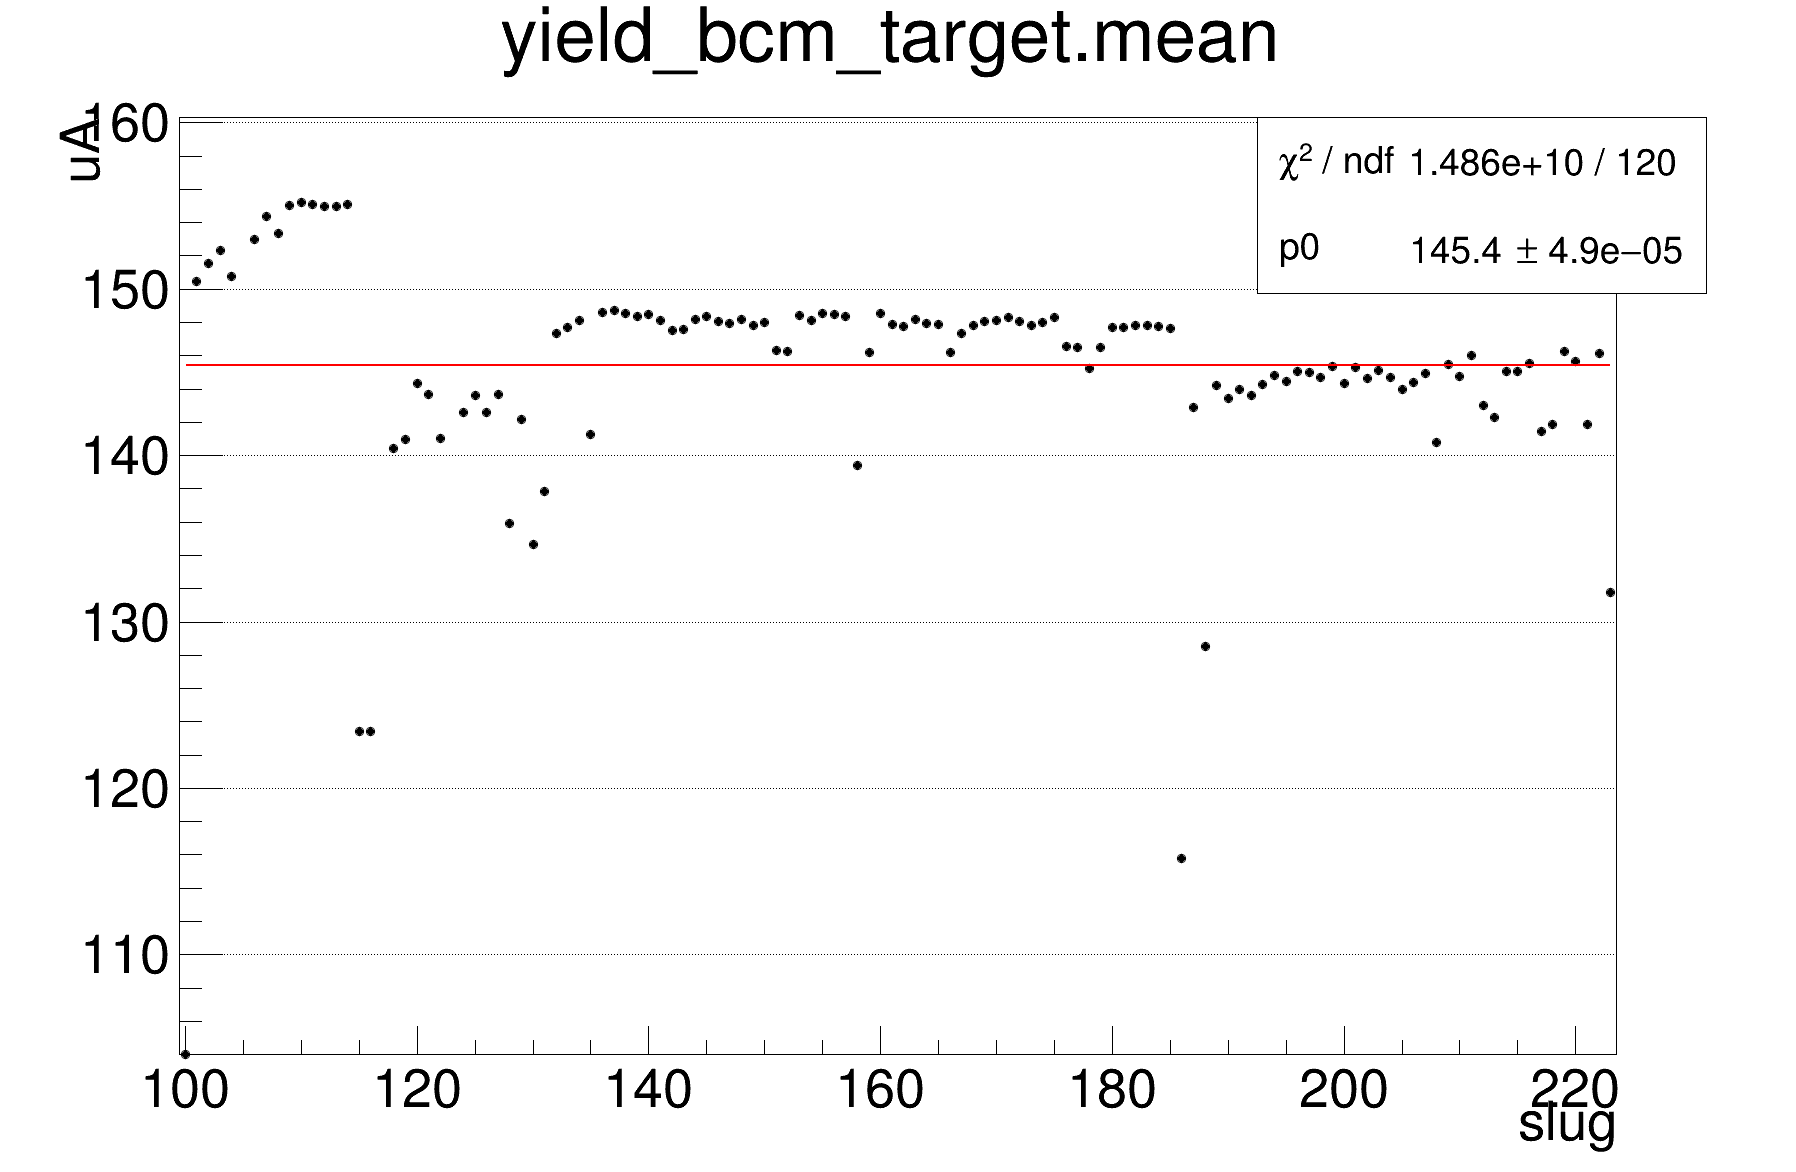 yield_bcm_target.mean
uA
χ² / ndf 1.486e+10 / 120
p0 145.4 ± 4.9e−05
160
150
140
130
120
110
100 120 140 160 180 200 220
slug